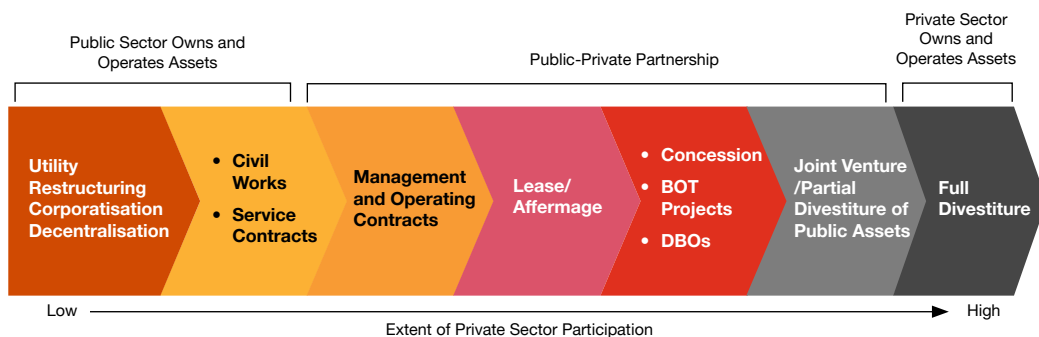 Public Sector Owns and
Operates Assets
Public-Private Partnership
Private Sector
Owns and
Operates Assets
Utility
Restructuring
Corporatisation
Decentralisation
• Civil
Works
• Service
Contracts
Management
and Operating
Contracts
Lease/
Affermage
• Concession
• BOT
Projects
• DBOs
Joint Venture
/Partial
Divestiture of
Public Assets
Full
Divestiture
Low
High
Extent of Private Sector Participation